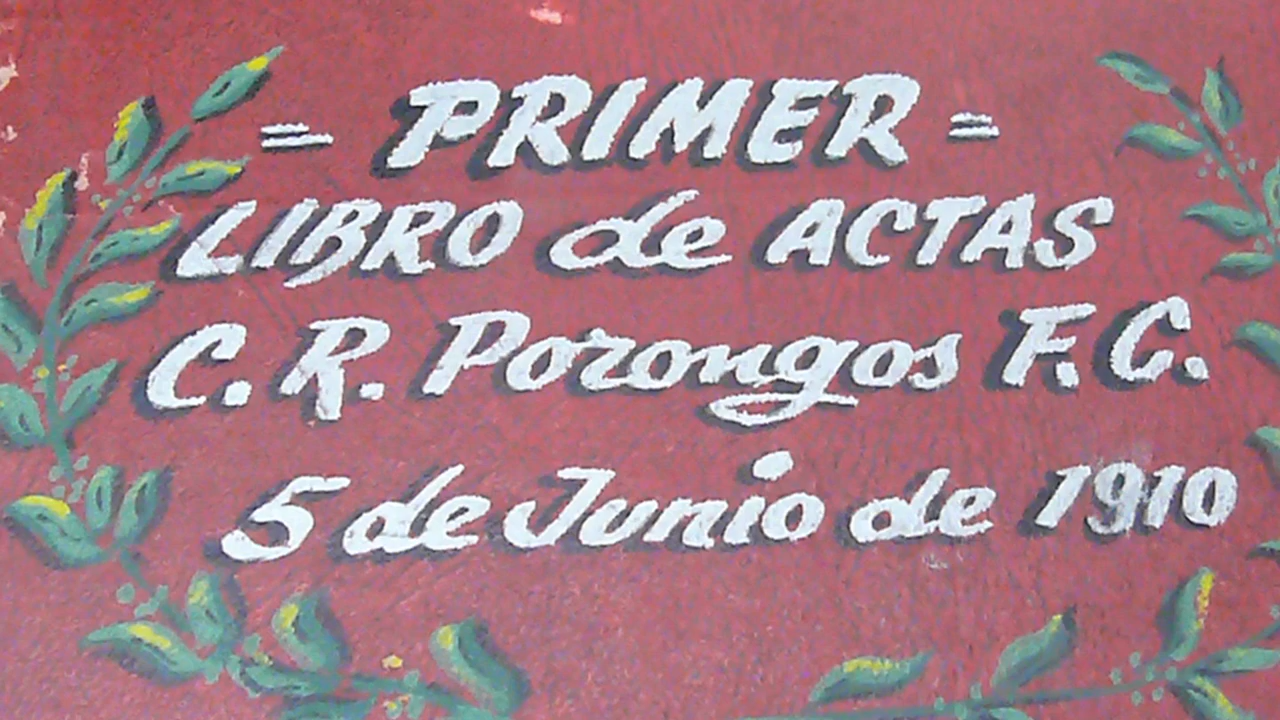 = PRIMER =
LIBRO de ACTAS
C. R. Porongos F. C.
5 de Junio de 1910